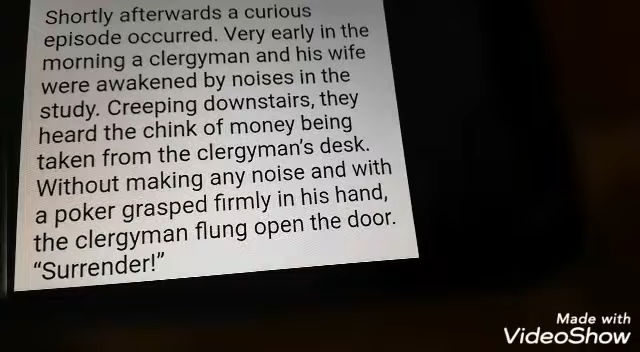 Shortly afterwards a curious
episode occurred. Very early in the
morning a clergyman and his wife
were awakened by noises in the
study. Creeping downstairs, they
heard the chink of money being
taken from the clergyman's desk.
Without making any noise and with
a poker grasped firmly in his hand,
the clergyman flung open the door.
“Surrender!”
Made with
VideoShow